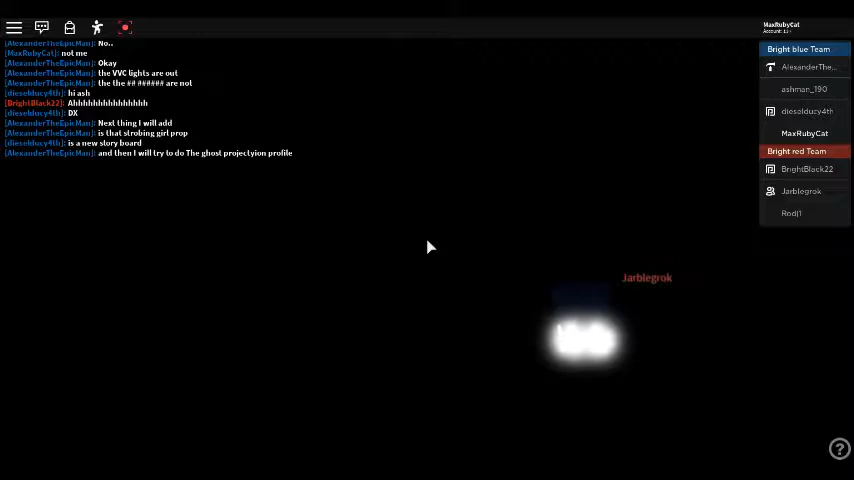 MaxRubyCat
Account: 13+
[AlexanderTheEpicMan]: No..
[MaxRubyCat]: not me
[AlexanderTheEpicMan]: Okay
the VVC lights are out
[AlexanderTheEpicMan]: the the ## ###### are not
[dieselducy4th]: hi ash
[BrightBlack22]: Ahhhhhhhhhhhhhhhh
[dieselducy4th]: DX
[AlexanderTheEpicMan]: Next thing I will add
[AlexanderTheEpicMan]: is that strobing girl prop
[dieselducy4th]: is a new story board
[AlexanderTheEpicMan]: and then I will try to do The ghost projectyion profile
Bright blue Team
AlexanderThe...
ashman_190
dieselducy4th
MaxRubyCat
Bright red Team
BrightBlack22
Jarblegrok
Rodj1
Jarblegrok
?